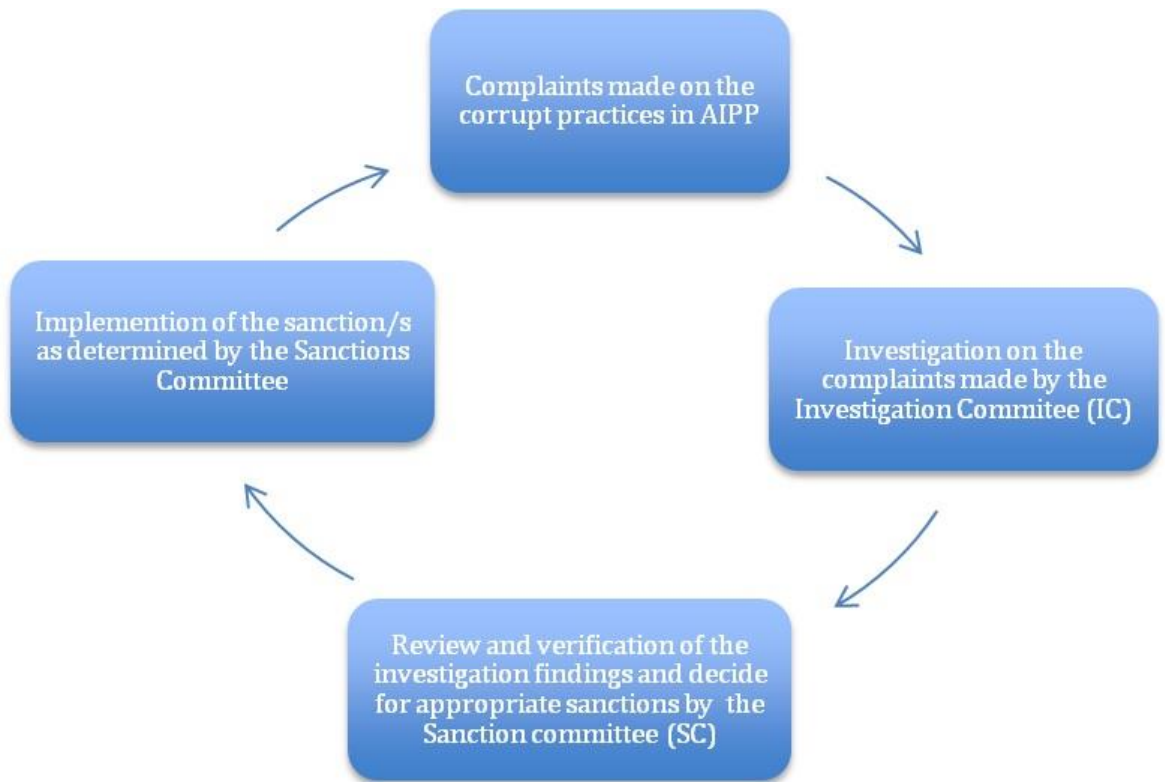 Complaints made on the
corrupt practices in AIPP
Investigation on the
complaints made by the
Investigation Commitee (IC)
Review and verification of the
investigation findings and decide
for appropriate sanctions by the
Sanction committee (SC)
Implemention of the sanction/s
as determined by the Sanctions
Committee